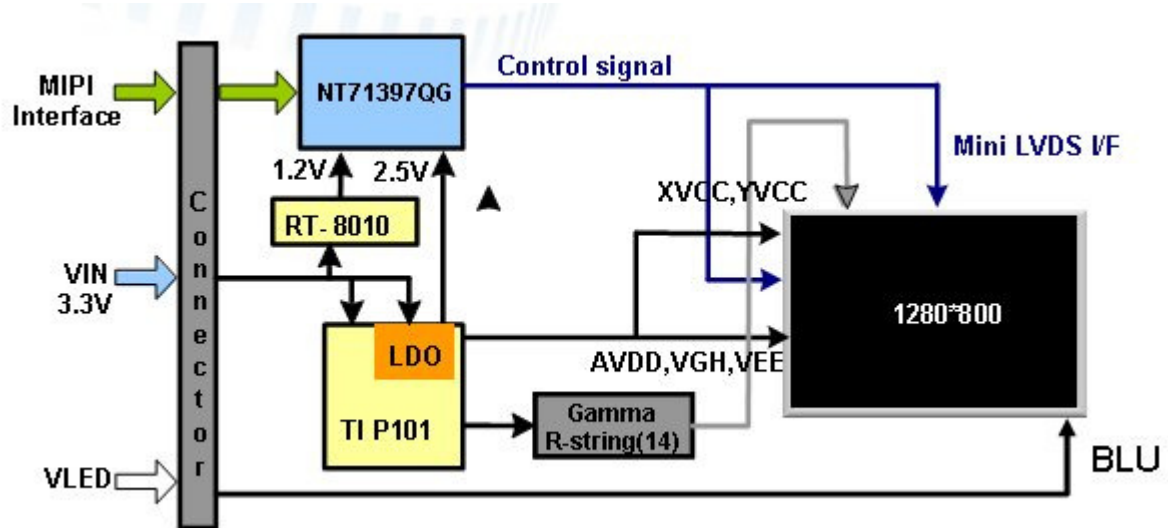 MIPI
Interface
NT71397QG
Control signal
Mini LVDS I/F
1.2V
2.5V
XVCC,YVCC
Connector
RT- 8010
VIN
3.3V
1280*800
LDO
AVDD,VGH,VEE
TI P101
Gamma
R-string(14)
VLED
BLU